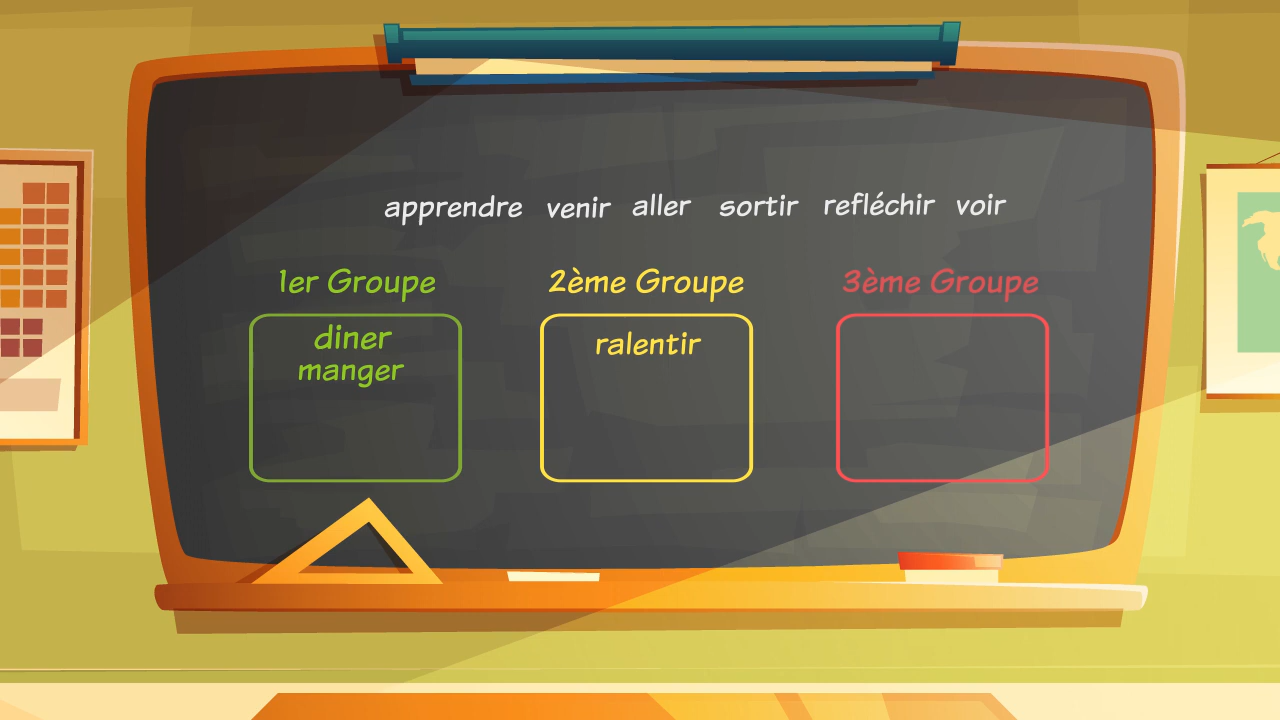 apprendre venir aller sortir refléchir voir
1er Groupe 2ème Groupe 3ème Groupe
diner
manger
ralentir